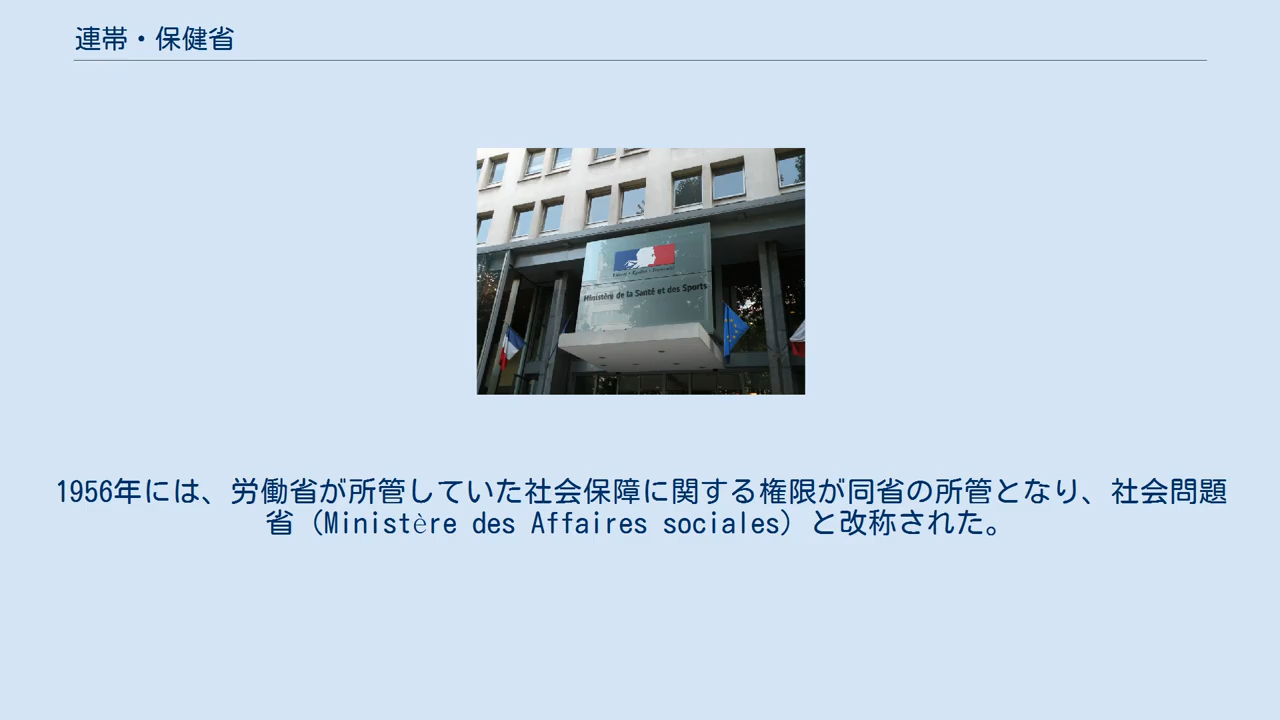 連帯・保健省
Ministère de la Santé et des Sports
1956年には、労働省が所管していた社会保障に関する権限が同省の所管となり、社会問題
省（Ministère des Affaires sociales）と改称された。